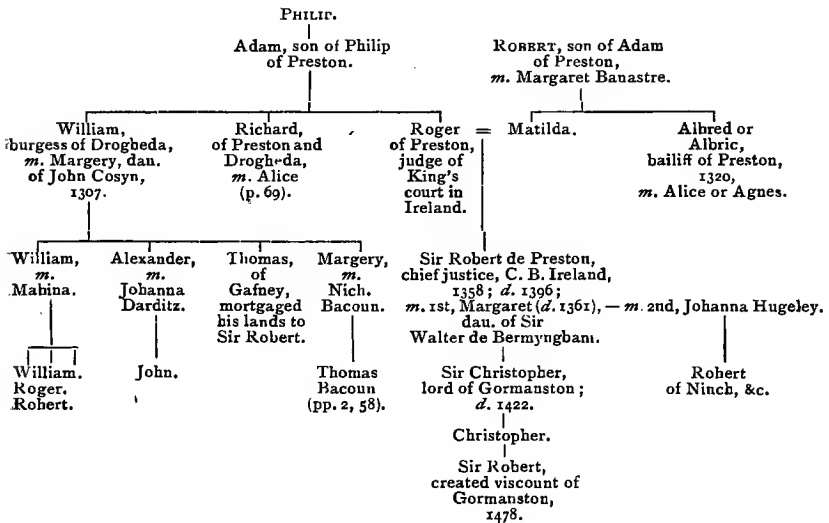 PHILIP.
Adam, son of Philip
of Preston.
ROBERT, son of Adam
of Preston,
m. Margaret Banastre.
William,
burgess of Drogheda,
m. Margery, dau.
of John Cosyn,
1307.
Richard,
of Preston and
Drogheda,
m. Alice
(p. 69).
Roger
of Preston,
judge of
King's
court in
Ireland.
= Matilda.
Albred or
Albric,
bailiff of Preston,
1320,
m. Alice or Agnes.
William,
m.
Mabina.
Alexander,
m.
Johanna
Darditz.
Thomas,
of
Gafney,
mortgaged
his lands to
Sir Robert.
Margery,
m.
Nich.
Bacoun.
Sir Robert de Preston,
chief justice, C. B. Ireland,
1358; d. 1396;
m. 1st, Margaret (d. 1361), — m. 2nd, Johanna Hugeley.
dau. of Sir
Walter de Bermyngham.
William.
Roger.
Robert.
John.
Thomas
Bacoun
(pp. 2, 58).
Sir Christopher,
lord of Gormanston;
d. 1422.
Robert
of Ninch, &c.
Christopher.
Sir Robert,
created viscount of
Gormanston,
1478.